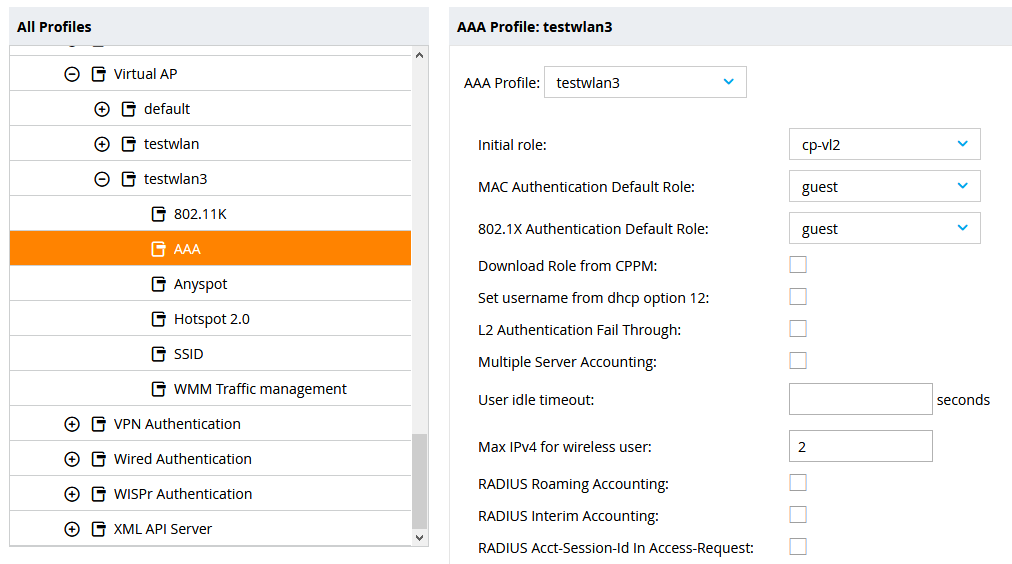 All Profiles
Virtual AP
default
testwlan
testwlan3
802.11K
AAA
Anyspot
Hotspot 2.0
SSID
WMM Traffic management
VPN Authentication
Wired Authentication
WISPr Authentication
XML API Server
AAA Profile: testwlan3
AAA Profile: testwlan3
Initial role: cp-vl2
MAC Authentication Default Role: guest
802.1X Authentication Default Role: guest
Download Role from CPPM:
Set username from dhcp option 12:
L2 Authentication Fail Through:
Multiple Server Accounting:
User idle timeout: seconds
Max IPv4 for wireless user: 2
RADIUS Roaming Accounting:
RADIUS Interim Accounting:
RADIUS Acct-Session-Id In Access-Request: